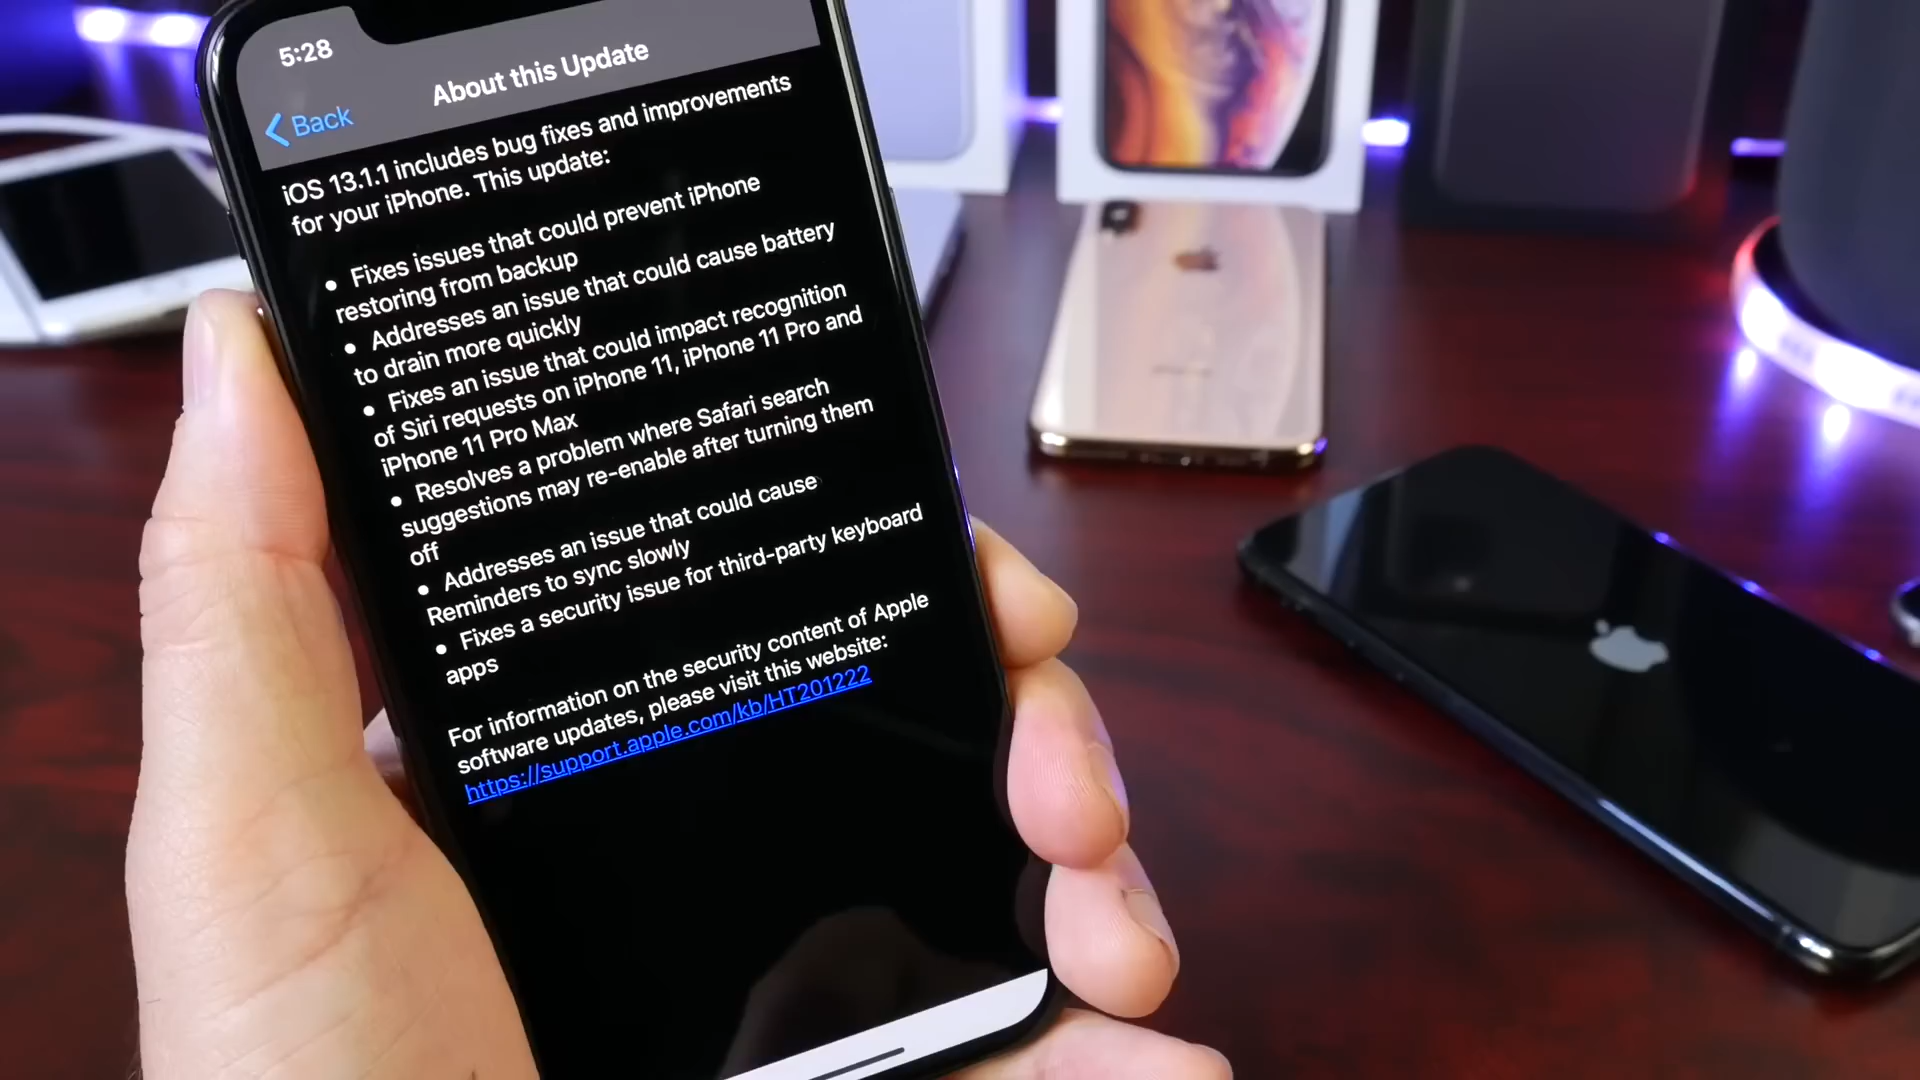 5:28
Back
About this Update
iOS 13.1.1 includes bug fixes and improvements
for your iPhone. This update:
• Fixes issues that could prevent iPhone
restoring from backup
• Addresses an issue that could cause battery
to drain more quickly
• Fixes an issue that could impact recognition
of Siri requests on iPhone 11, iPhone 11 Pro and
iPhone 11 Pro Max
• Resolves a problem where Safari search
suggestions may re-enable after turning them
off
• Addresses an issue that could cause
Reminders to sync slowly
• Fixes a security issue for third-party keyboard
apps
For information on the security content of Apple
software updates, please visit this website:
https://support.apple.com/kb/HT201222